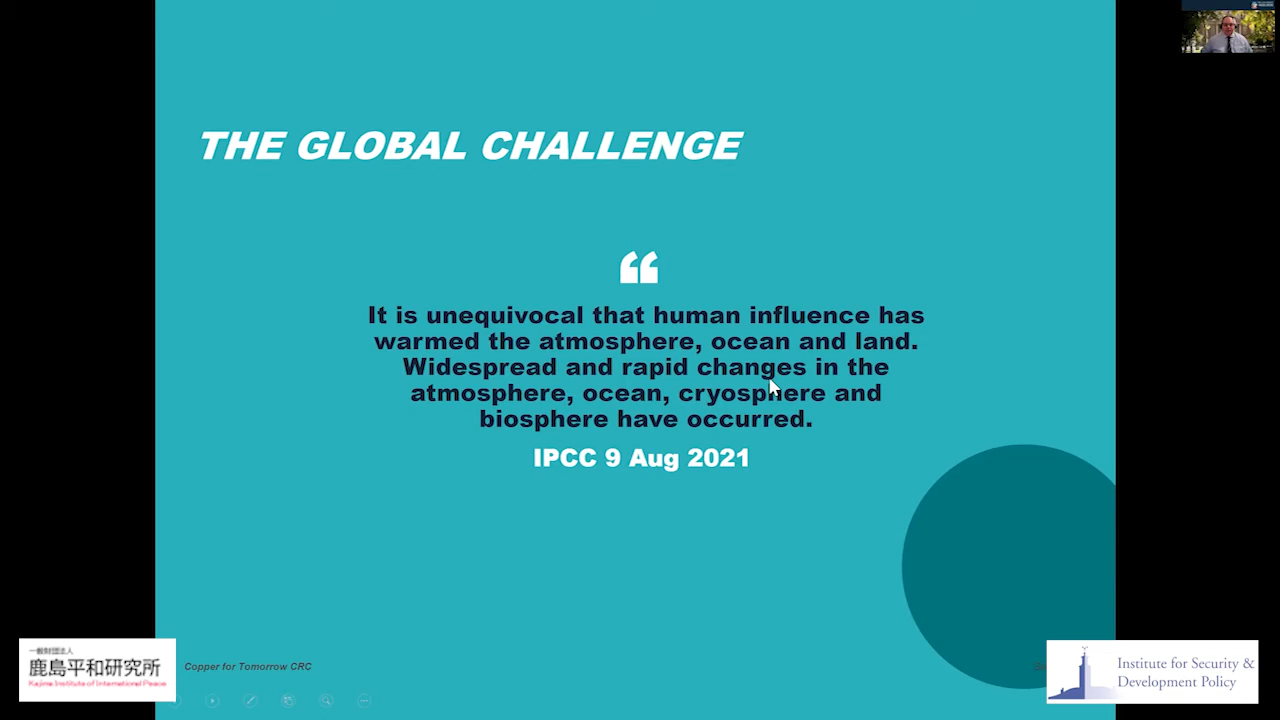 THE GLOBAL CHALLENGE
“
It is unequivocal that human influence has
warmed the atmosphere, ocean and land.
Widespread and rapid changes in the
atmosphere, ocean, cryosphere and
biosphere have occurred.
IPCC 9 Aug 2021
一般財団法人
鹿島平和研究所
Kajima Institute of International Peace
Copper for Tomorrow CRC
Institute for Security &
Development Policy